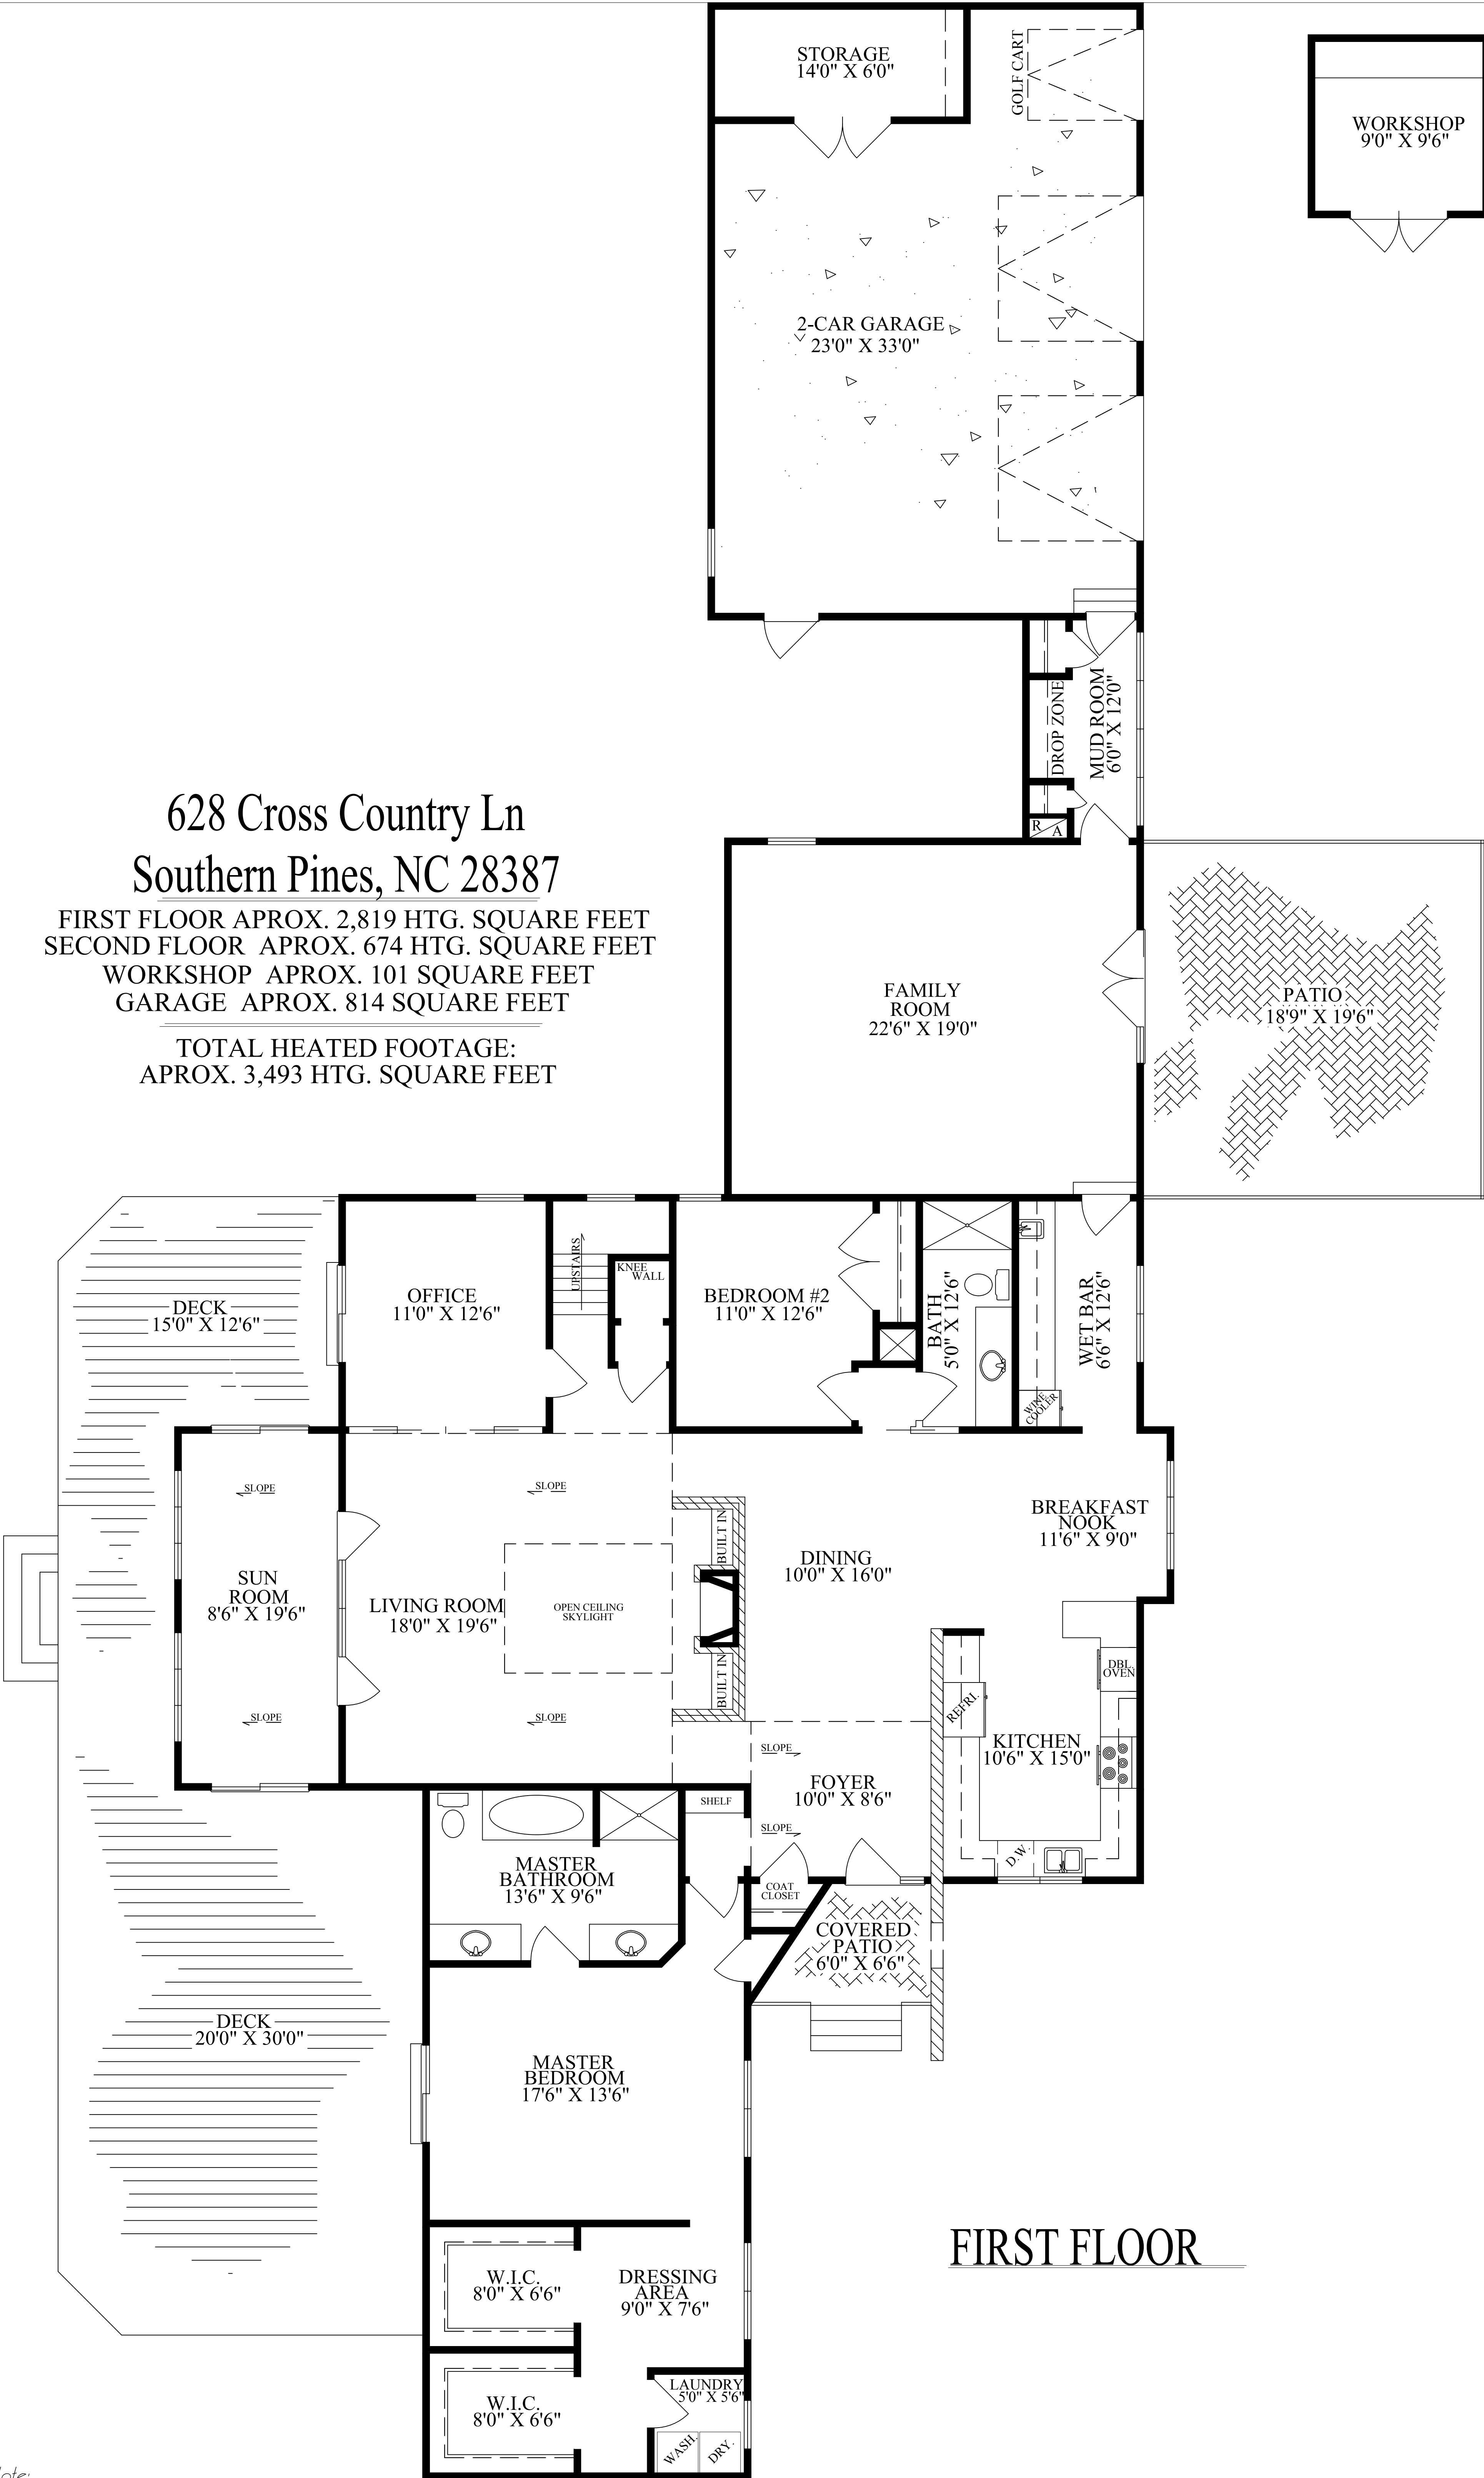 STORAGE
14'0" X 6'0"
GOLF CART
WORKSHOP
9'0" X 9'6"
2-CAR GARAGE
23'0" X 33'0"
DROP ZONE
MUD ROOM
6'0" X 12'0"
R
A
628 Cross Country Ln
Southern Pines, NC 28387
FIRST FLOOR APROX. 2,819 HTG. SQUARE FEET
SECOND FLOOR APROX. 674 HTG. SQUARE FEET
WORKSHOP APROX. 101 SQUARE FEET
GARAGE APROX. 814 SQUARE FEET
TOTAL HEATED FOOTAGE:
APROX. 3,493 HTG. SQUARE FEET
FAMILY
ROOM
22'6" X 19'0"
PATIO
18'9" X 19'6"
DECK
15'0" X 12'6"
OFFICE
11'0" X 12'6"
UPSTAIRS
KNEE
WALL
BEDROOM #2
11'0" X 12'6"
BATH
5'0" X 12'6"
WET BAR
6'6" X 12'6"
WINE
COOLER
SLOPE
SLOPE
SUN
ROOM
8'6" X 19'6"
LIVING ROOM
18'0" X 19'6"
OPEN CEILING
SKYLIGHT
BUILT IN
BUILT IN
DINING
10'0" X 16'0"
BREAKFAST
NOOK
11'6" X 9'0"
DBL.
OVEN
REFRI.
KITCHEN
10'6" X 15'0"
D.W.
SLOPE
SLOPE
SLOPE
FOYER
10'0" X 8'6"
SLOPE
SHELF
COAT
CLOSET
MASTER
BATHROOM
13'6" X 9'6"
COVERED
PATIO
6'0" X 6'6"
DECK
20'0" X 30'0"
MASTER
BEDROOM
17'6" X 13'6"
FIRST FLOOR
W.I.C.
8'0" X 6'6"
DRESSING
AREA
9'0" X 7'6"
W.I.C.
8'0" X 6'6"
LAUNDRY
5'0" X 5'6"
WASH.
DRY.